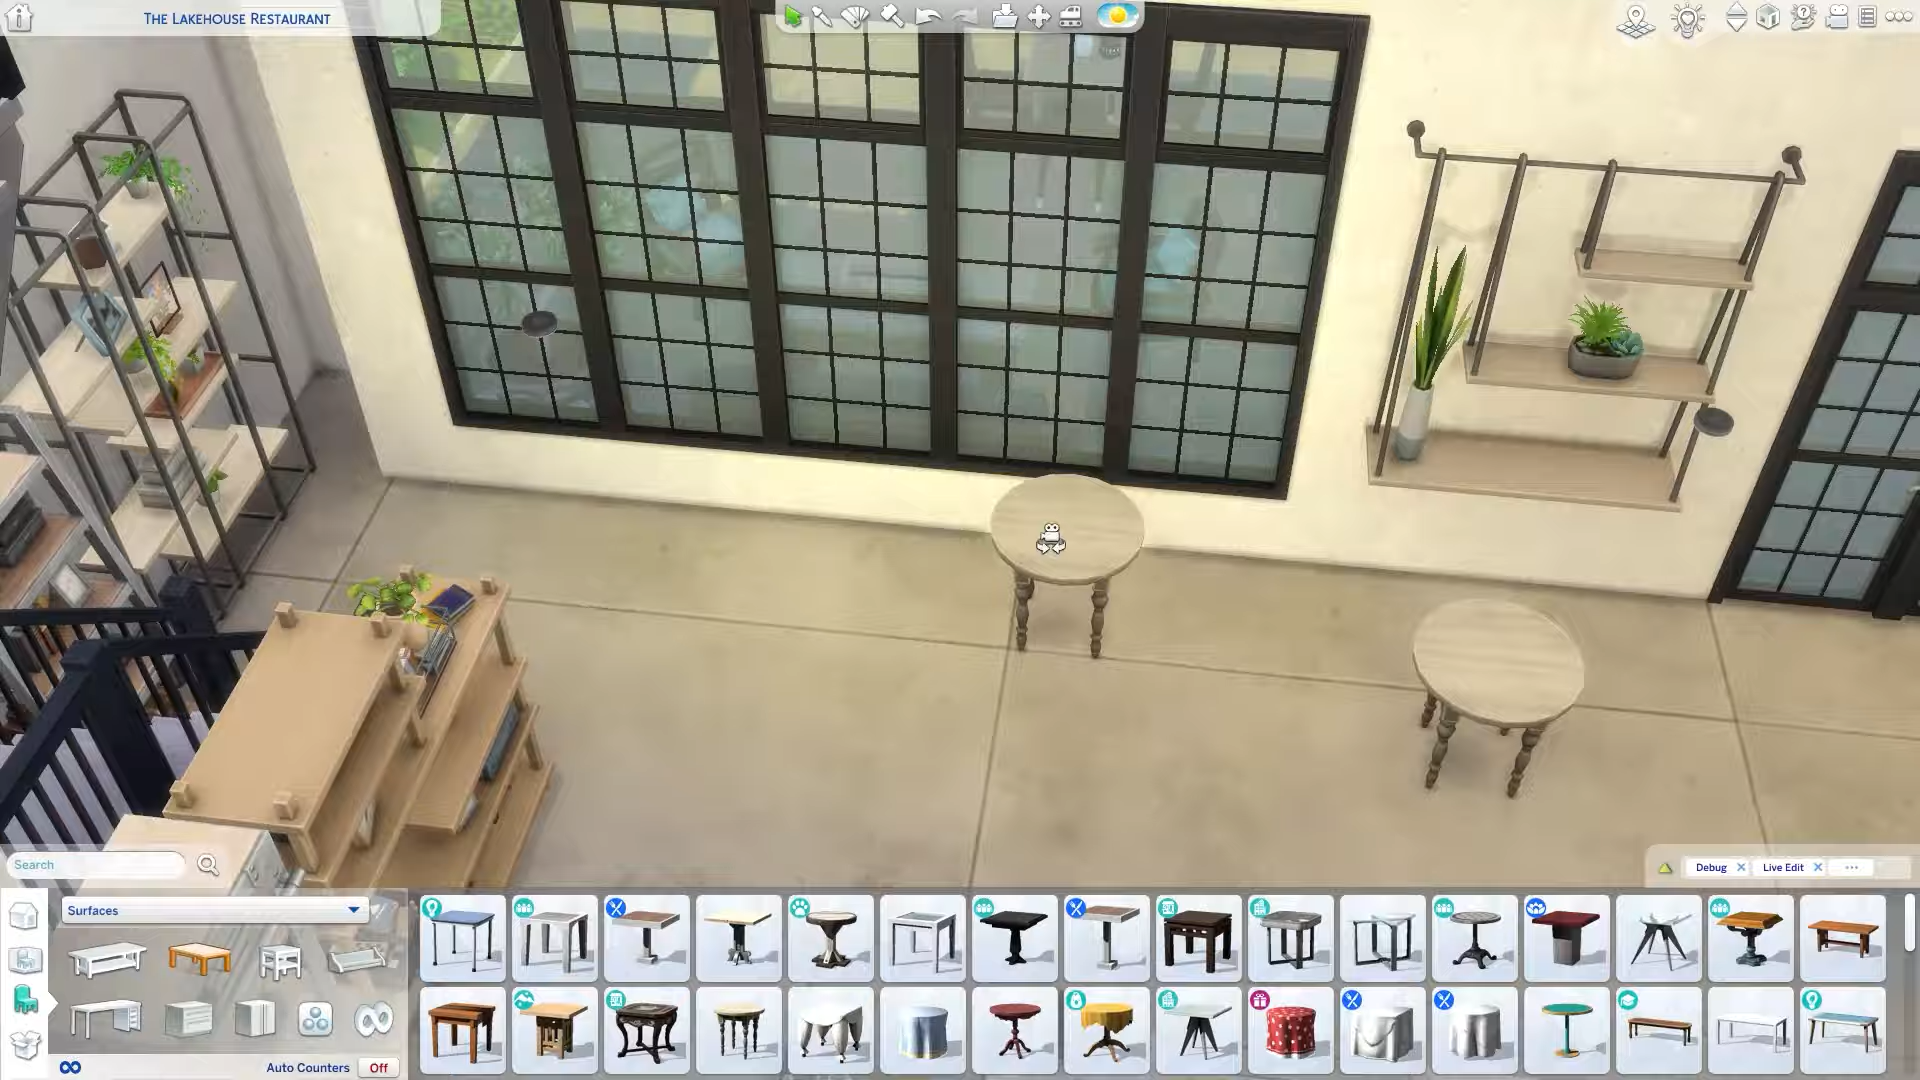 The Lakehouse Restaurant
Search
Debug
Live Edit
Surfaces
Auto Counters
Off